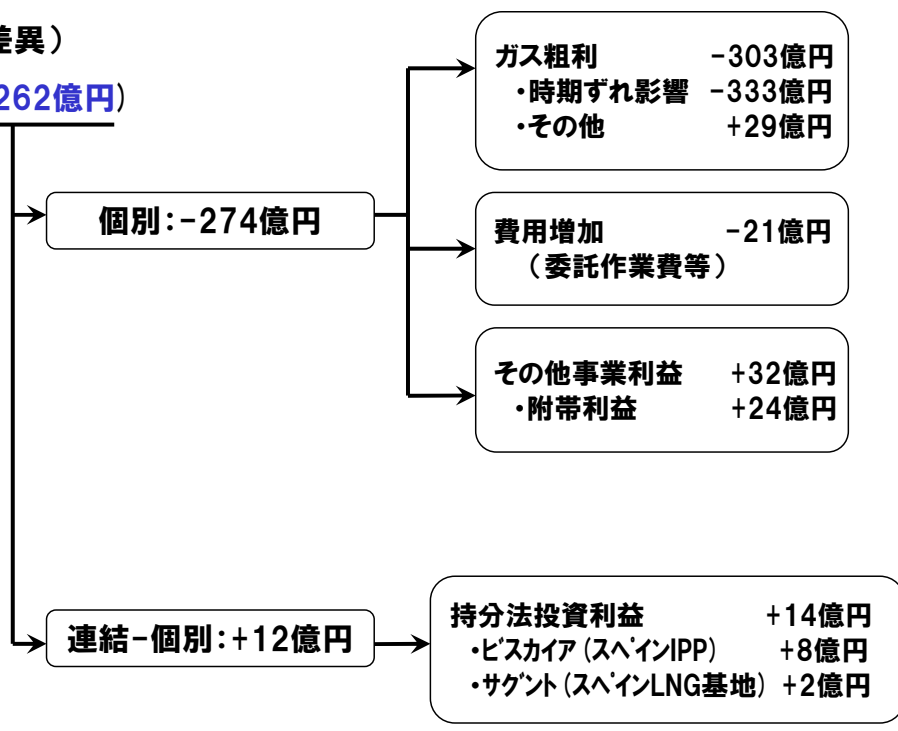 差異）
262億円)
ガス粗利 -303億円
・時期ずれ影響 -333億円
・その他 +29億円
個別:-274億円
費用増加 -21億円
（委託作業費等）
その他事業利益 +32億円
・附帯利益 +24億円
連結-個別:+12億円
持分法投資利益 +14億円
・ビスカイア(スペインIPP) +8億円
・サグント(スペインLNG基地) +2億円